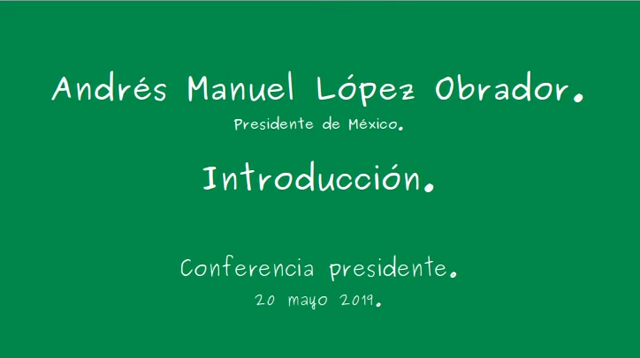 Andrés Manuel López Obrador.
Presidente de México.
Introducción.
Conferencia presidente.
20 mayo 2019.